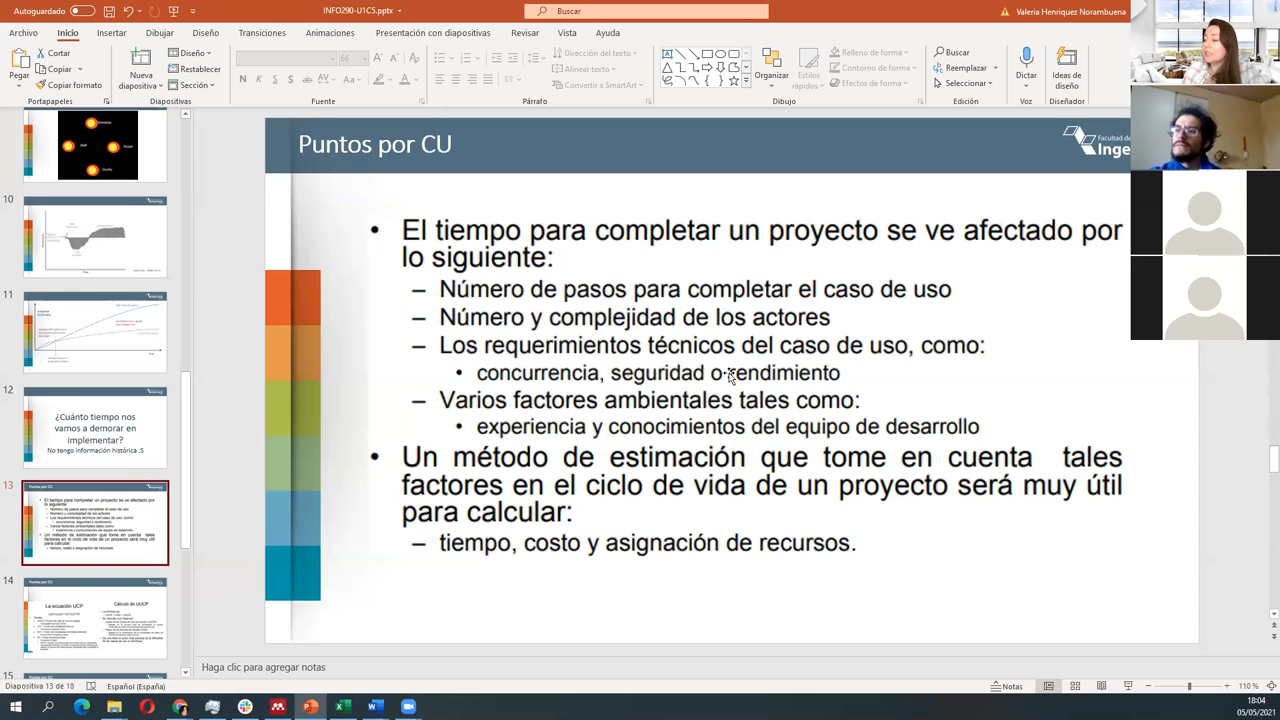 Autoguardado
INFO290-U1C5.pptx
Buscar
Valeria Henriquez Norambuena
Archivo Inicio Insertar Dibujar Diseño Transiciones Animaciones Presentación con diapositivas Revisar Vista Ayuda
Pegar
Cortar
Copiar
Copiar formato
Portapapeles
Nueva
diapositiva
Diseño
Restablecer
Sección
Diapositivas
66
N K S S
Fuente
Dirección del texto
Alinear texto
Convertir a SmartArt
Párrafo
Organizar
Estilos
rápidos
Relleno de forma
Contorno de forma
Efectos de forma
Dibujo
Buscar
Reemplazar
Seleccionar
Edición
Dictar
Voz
Ideas de
diseño
Diseñador
10
11
12
¿Cuánto tiempo nos
vamos a demorar en
implementar?
No tengo información histórica :S
13
Puntos por CU
14
Puntos por CU
La ecuación UCP
Cálculo de UUCP
15
Puntos por CU
Facultad de
Inge
• El tiempo para completar un proyecto se ve afectado por
lo siguiente:
– Número de pasos para completar el caso de uso
– Número y complejidad de los actores
– Los requerimientos técnicos del caso de uso, como:
• concurrencia, seguridad o rendimiento
– Varios factores ambientales tales como:
• experiencia y conocimientos del equipo de desarrollo
• Un método de estimación que tome en cuenta tales
factores en el ciclo de vida de un proyecto será muy útil
para calcular:
– tiempo, costo y asignación de recursos.
Haga clic para agregar notas
Diapositiva 13 de 18
Español (España)
Notas
110 %
18:04
05/05/2021